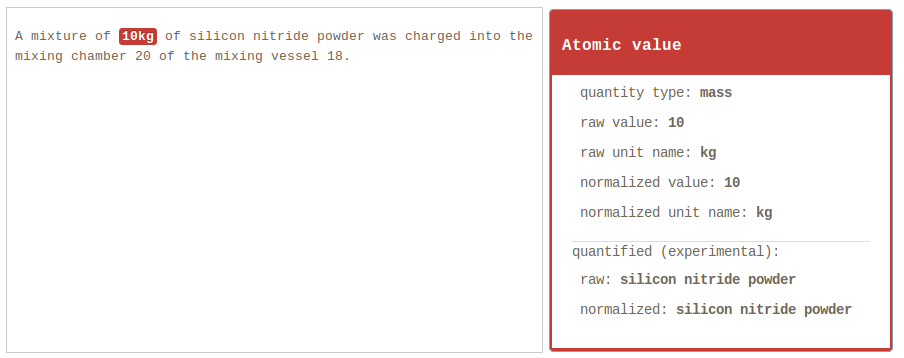 A mixture of 10kg of silicon nitride powder was charged into the
mixing chamber 20 of the mixing vessel 18.
Atomic value
quantity type: mass
raw value: 10
raw unit name: kg
normalized value: 10
normalized unit name: kg
quantified (experimental):
raw: silicon nitride powder
normalized: silicon nitride powder